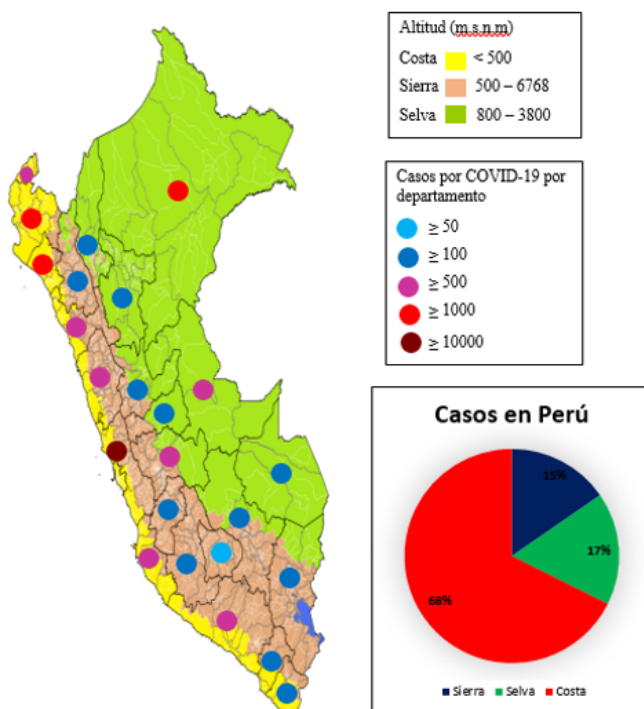 Altitud (m.s.n.m)
Costa < 500
Sierra 500 – 6768
Selva 800 – 3800
Casos por COVID-19 por
departamento
≥ 50
≥ 100
≥ 500
≥ 1000
≥ 10000
Casos en Perú
15%
17%
68%
Sierra Selva Costa